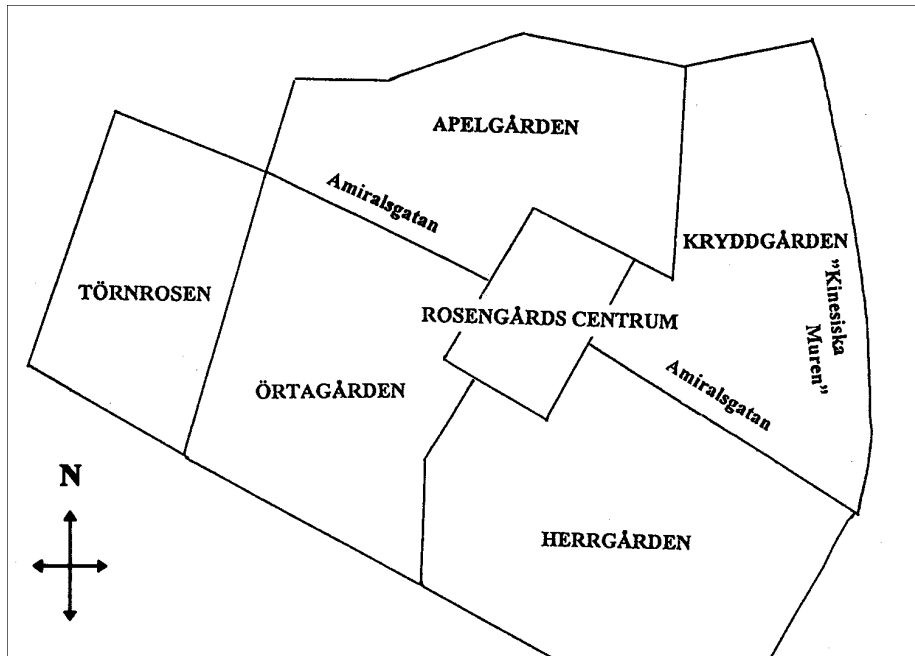 APELGÅRDEN
Amiralsgatan
KRYDDGÅRDEN
TÖRNROSEN
ROSENGÅRDS CENTRUM
"Kinesiska
Muren"
ÖRTAGÅRDEN
Amiralsgatan
N
HERRGÅRDEN